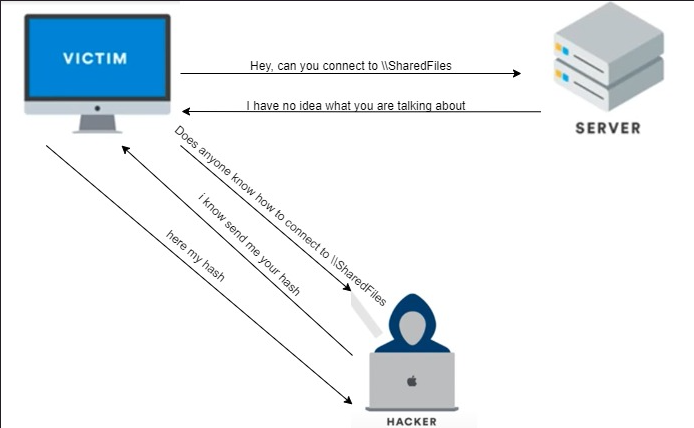 VICTIM
Hey, can you connect to \\SharedFiles
I have no idea what you are talking about
SERVER
Does anyone know how to connect to \\SharedFiles
i know send me your hash
here my hash
HACKER